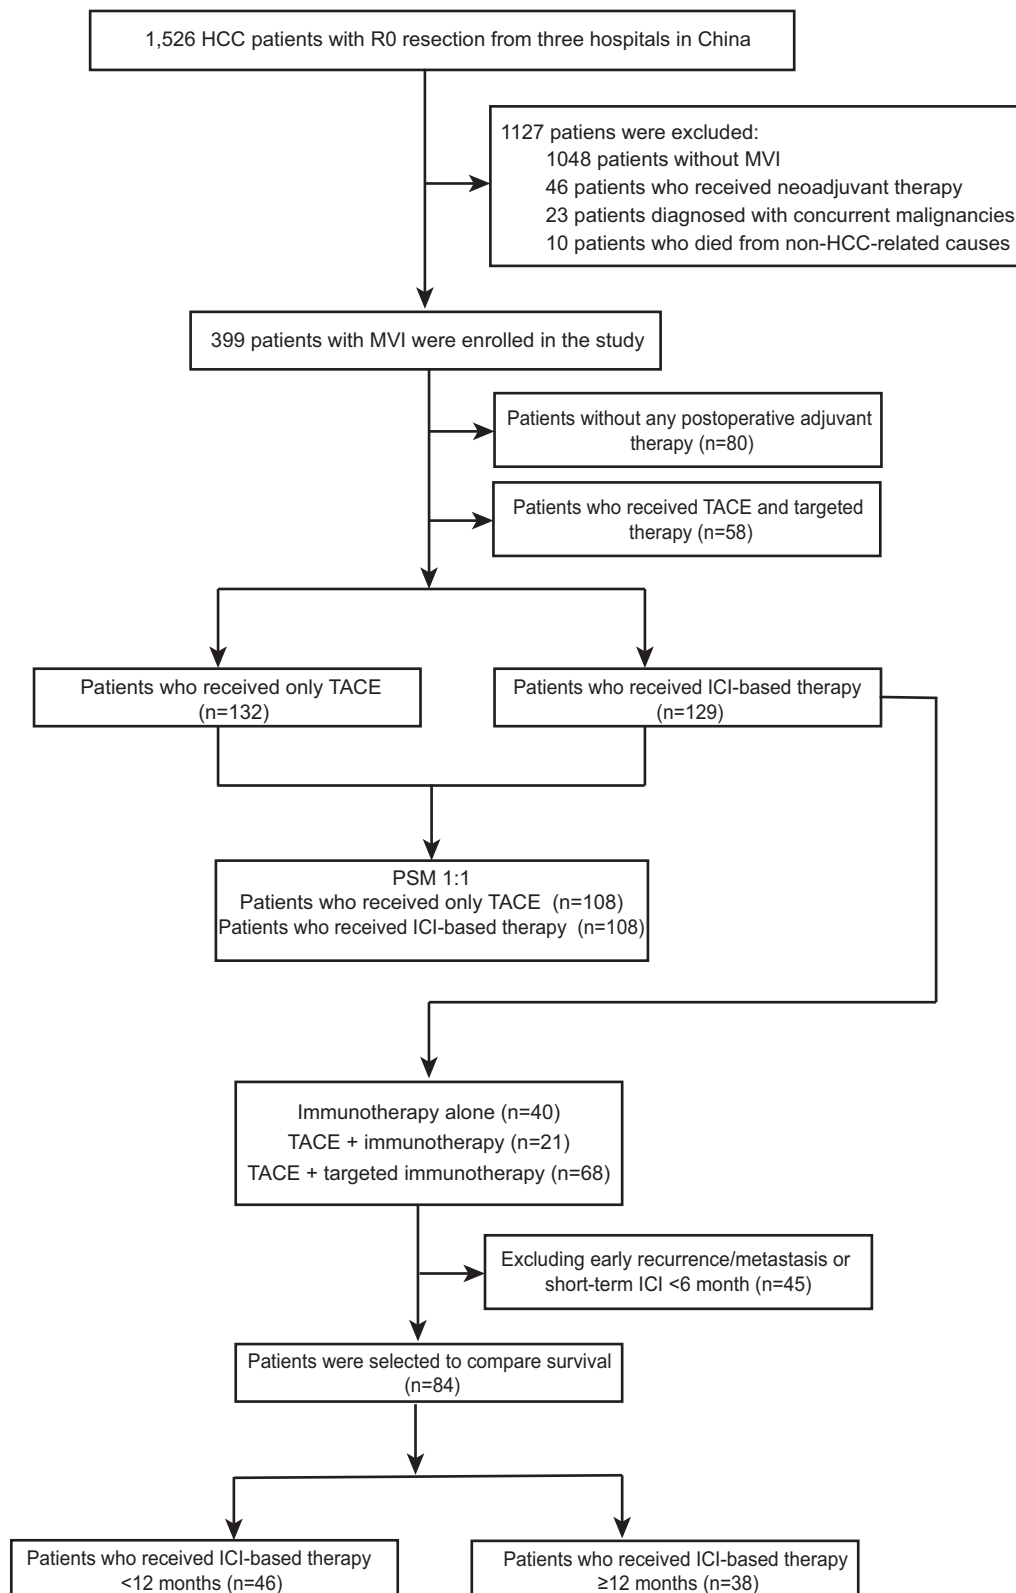 1,526 HCC patients with R0 resection from three hospitals in China
1127 patiens were excluded:
1048 patients without MVI
46 patients who received neoadjuvant therapy
23 patients diagnosed with concurrent malignancies
10 patients who died from non-HCC-related causes
399 patients with MVI were enrolled in the study
Patients without any postoperative adjuvant
therapy (n=80)
Patients who received TACE and targeted
therapy (n=58)
Patients who received only TACE
(n=132)
Patients who received ICI-based therapy
(n=129)
PSM 1:1
Patients who received only TACE (n=108)
Patients who received ICI-based therapy (n=108)
Immunotherapy alone (n=40)
TACE + immunotherapy (n=21)
TACE + targeted immunotherapy (n=68)
Excluding early recurrence/metastasis or
short-term ICI <6 month (n=45)
Patients were selected to compare survival
(n=84)
Patients who received ICI-based therapy
<12 months (n=46)
Patients who received ICI-based therapy
≥12 months (n=38)